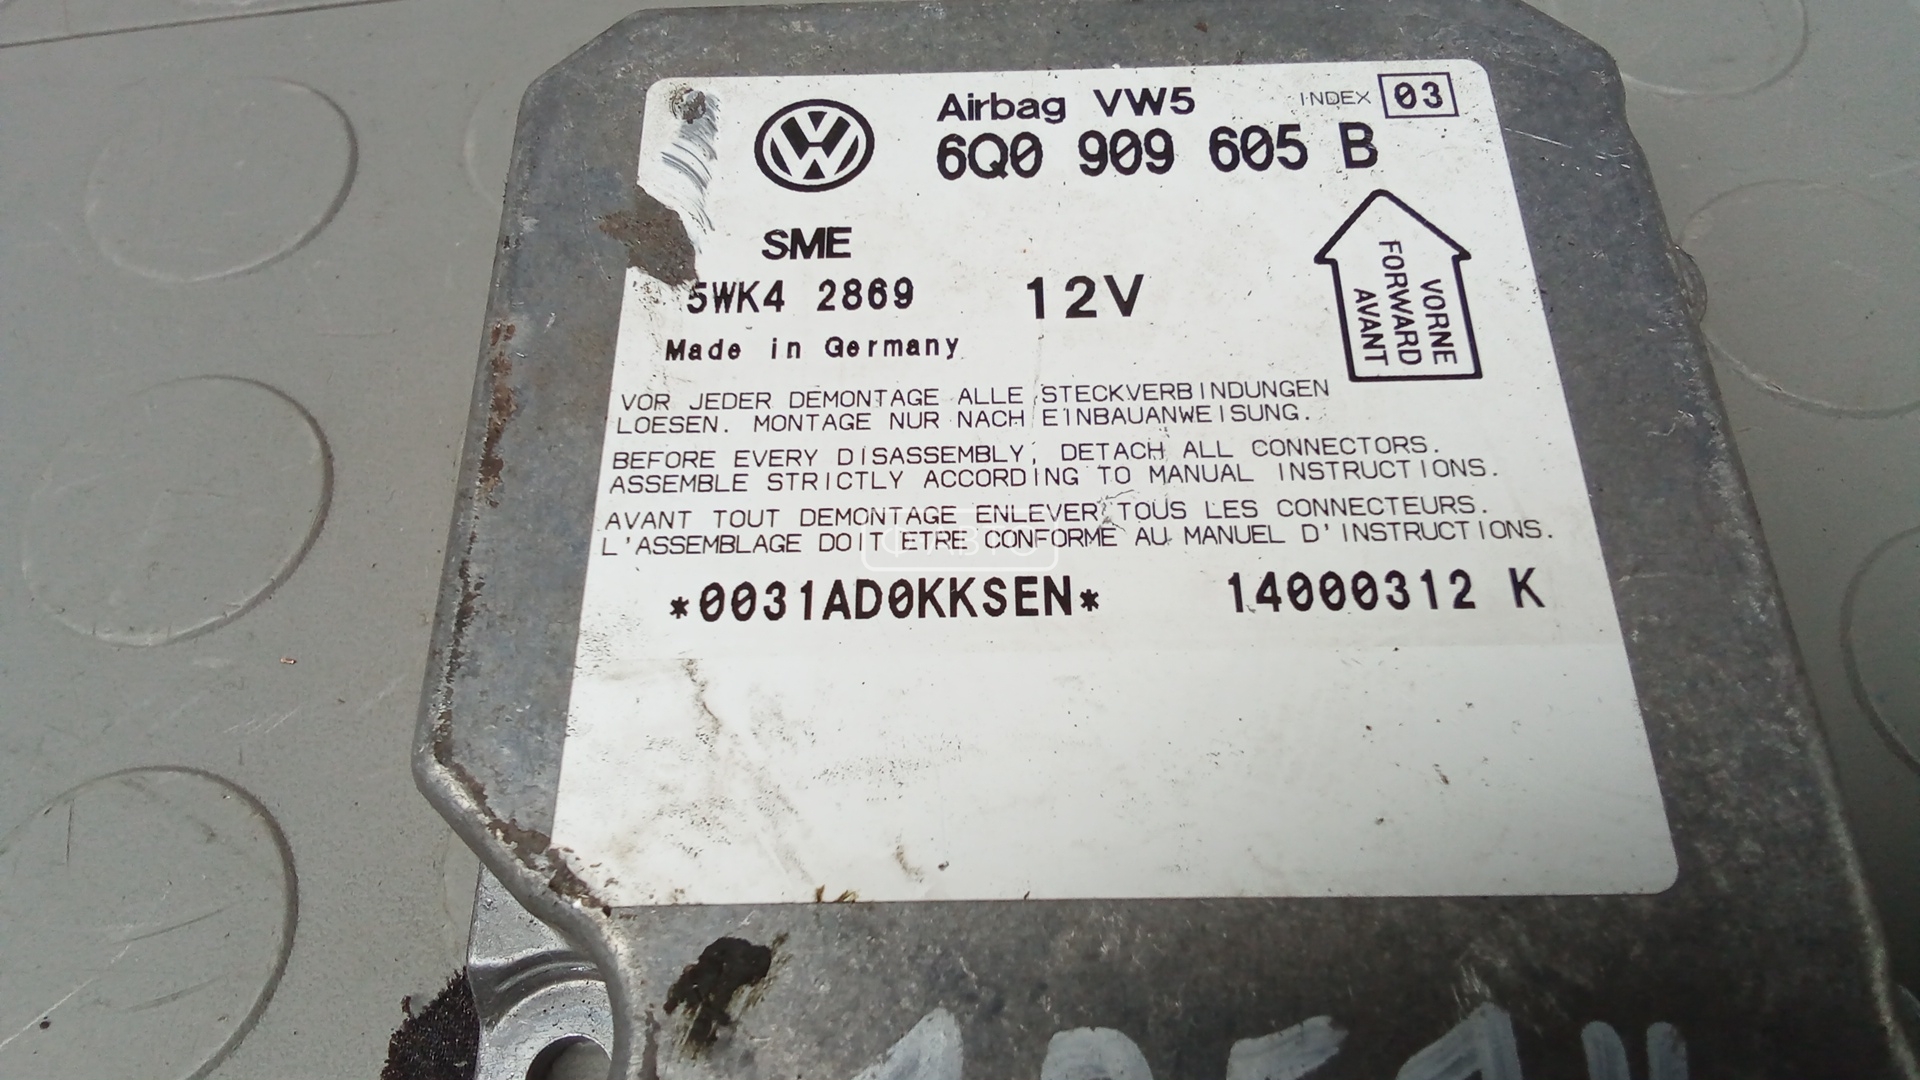 Airbag VW5 INDEX 03
6Q0 909 605 B
SME
5WK4 2869 12V
Made in Germany
VORNE
FORWARD
AVANT
VOR JEDER DEMONTAGE ALLE STECKVERBINDUNGEN
LOESEN. MONTAGE NUR NACH EINBAUANWEISUNG.
BEFORE EVERY DISASSEMBLY, DETACH ALL CONNECTORS.
ASSEMBLE STRICTLY ACCORDING TO MANUAL INSTRUCTIONS.
AVANT TOUT DEMONTAGE ENLEVER TOUS LES CONNECTEURS.
L'ASSEMBLAGE DOIT ETRE CONFORME AU MANUEL D'INSTRUCTIONS.
*0031AD0KKSEN* 14000312 K